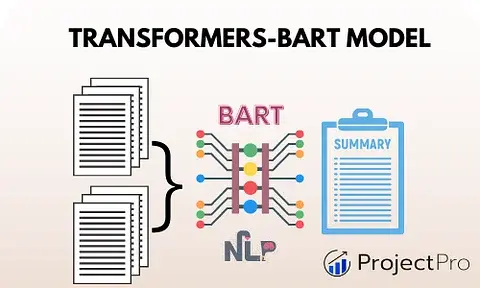 TRANSFORMERS-BART MODEL
BART
SUMMARY
NLP
ProjectPro